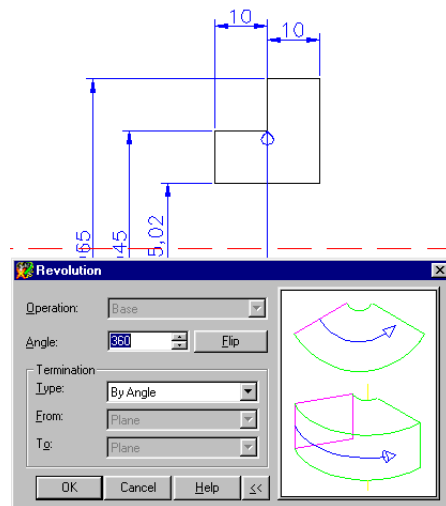 10
10
65
45
5,02
Revolution
Operation: Base
Angle: 360 Flip
Termination
Type: By Angle
From: Plane
To: Plane
OK Cancel Help <<